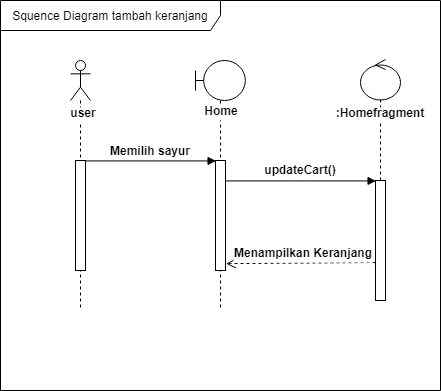 Squence Diagram tambah keranjang
user
Home
:Homefragment
Memilih sayur
updateCart()
Menampilkan Keranjang